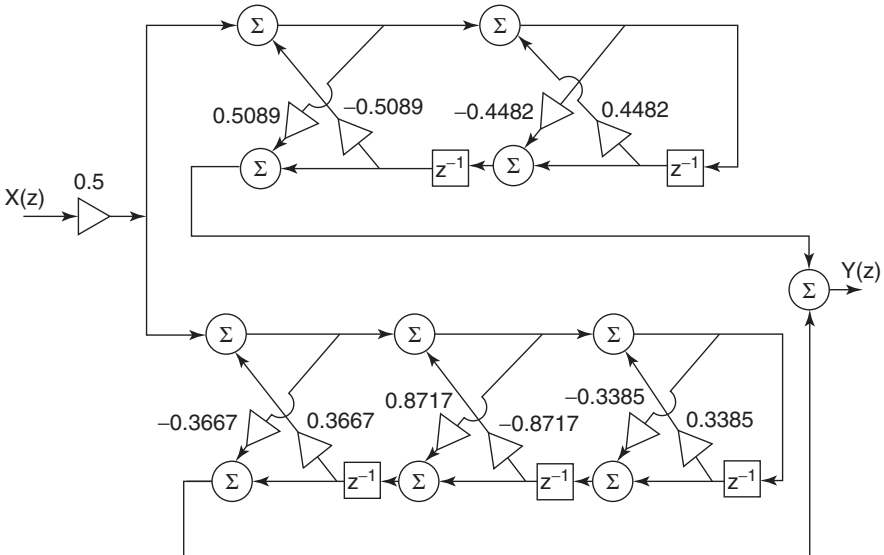 Σ Σ
0.5089 −0.5089 −0.4482 0.4482
Σ z⁻¹ Σ z⁻¹
0.5
X(z)
Σ Y(z)
Σ Σ Σ
−0.3667 0.3667 0.8717 −0.8717 −0.3385 0.3385
Σ z⁻¹ Σ z⁻¹ Σ z⁻¹